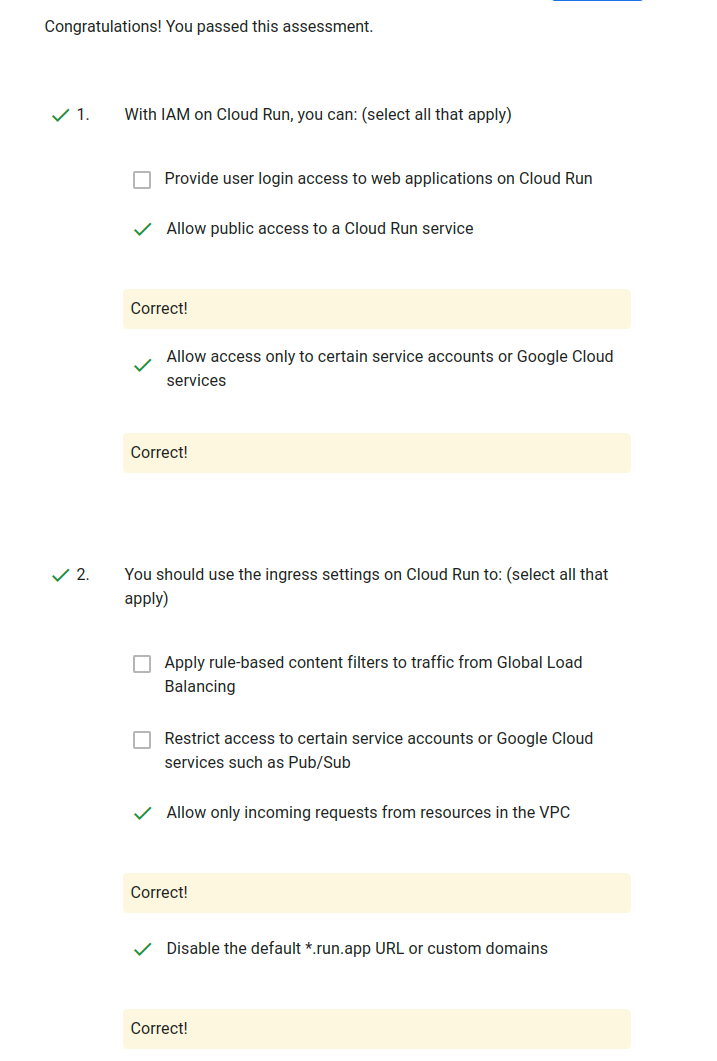 Congratulations! You passed this assessment.
1. With IAM on Cloud Run, you can: (select all that apply)
Provide user login access to web applications on Cloud Run
Allow public access to a Cloud Run service
Correct!
Allow access only to certain service accounts or Google Cloud
services
Correct!
2. You should use the ingress settings on Cloud Run to: (select all that
apply)
Apply rule-based content filters to traffic from Global Load
Balancing
Restrict access to certain service accounts or Google Cloud
services such as Pub/Sub
Allow only incoming requests from resources in the VPC
Correct!
Disable the default *.run.app URL or custom domains
Correct!